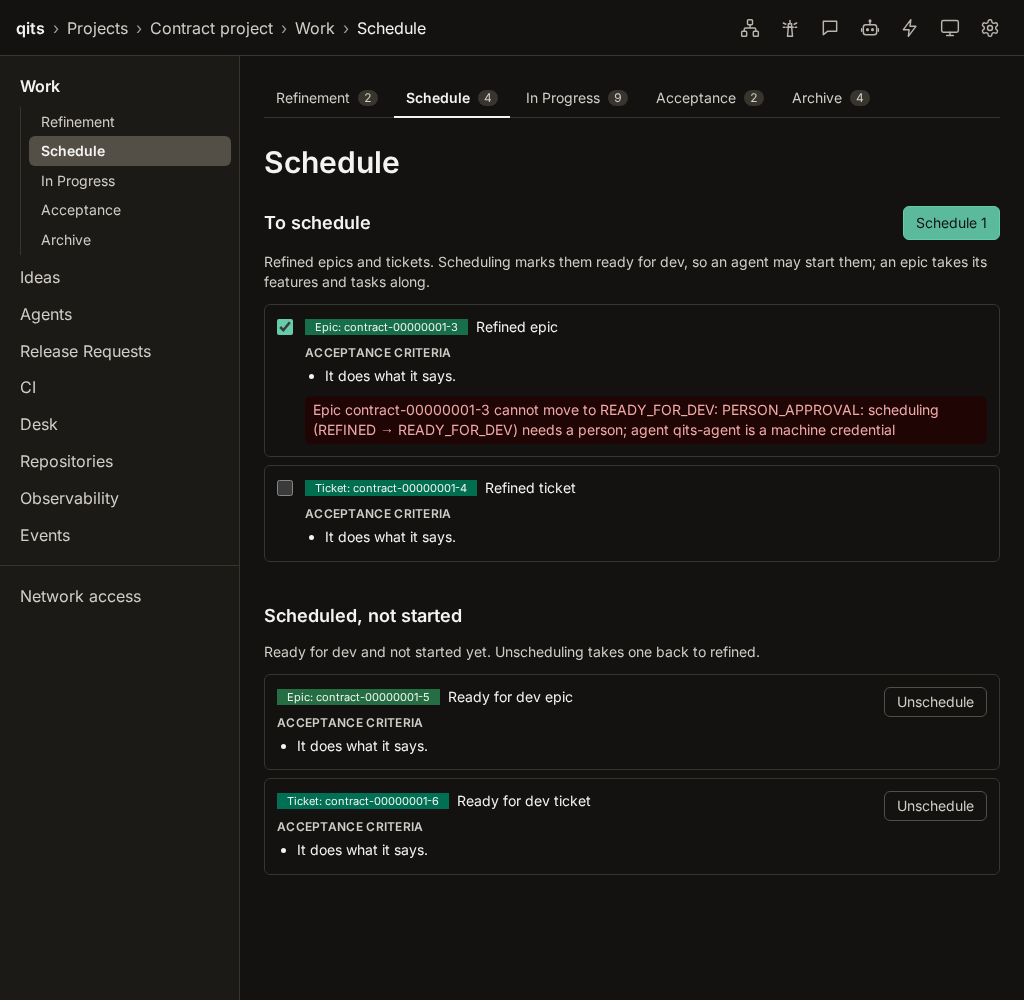 qits › Projects › Contract project › Work › Schedule
Work
Refinement
Schedule
In Progress
Acceptance
Archive
Ideas
Agents
Release Requests
CI
Desk
Repositories
Observability
Events
Network access
Refinement 2 Schedule 4 In Progress 9 Acceptance 2 Archive 4
Schedule
To schedule
Schedule 1
Refined epics and tickets. Scheduling marks them ready for dev, so an agent may start them; an epic takes its
features and tasks along.
Epic: contract-00000001-3 Refined epic
ACCEPTANCE CRITERIA
• It does what it says.
Epic contract-00000001-3 cannot move to READY_FOR_DEV: PERSON_APPROVAL: scheduling
(REFINED → READY_FOR_DEV) needs a person; agent qits-agent is a machine credential
Ticket: contract-00000001-4 Refined ticket
ACCEPTANCE CRITERIA
• It does what it says.
Scheduled, not started
Ready for dev and not started yet. Unscheduling takes one back to refined.
Epic: contract-00000001-5 Ready for dev epic
Unschedule
ACCEPTANCE CRITERIA
• It does what it says.
Ticket: contract-00000001-6 Ready for dev ticket
Unschedule
ACCEPTANCE CRITERIA
• It does what it says.